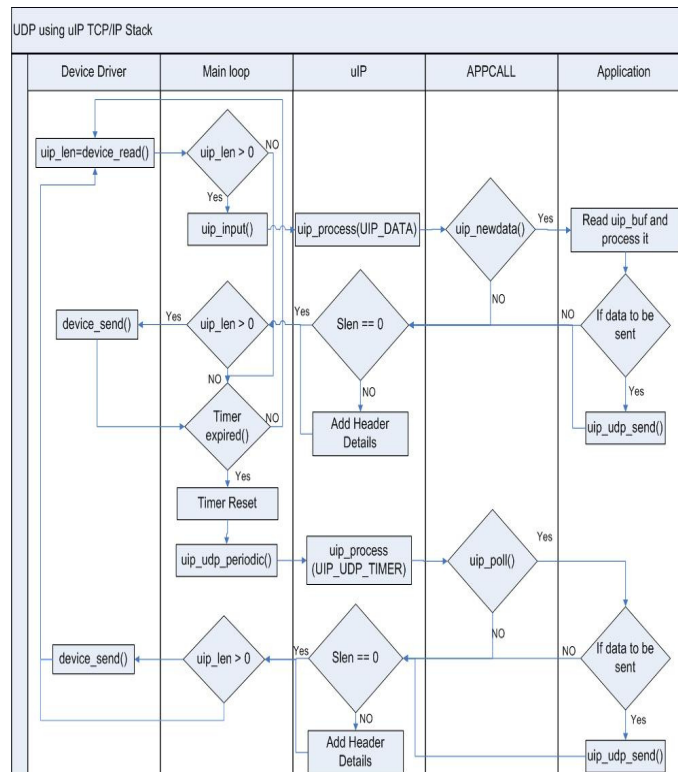 UDP using uIP TCP/IP Stack
Device Driver
Main loop
uIP
APPCALL
Application
uip_len=device_read()
uip_len > 0
NO
Yes
uip_input()
uip_process(UIP_DATA)
uip_newdata()
Yes
NO
Read uip_buf and
process it
If data to be
sent
NO
Yes
uip_udp_send()
Slen == 0
Yes
NO
Add Header
Details
uip_len > 0
Yes
NO
device_send()
Timer
expired()
NO
Yes
Timer Reset
uip_udp_periodic()
uip_process
(UIP_UDP_TIMER)
uip_poll()
Yes
NO
If data to be
sent
NO
Yes
uip_udp_send()
Slen == 0
Yes
NO
Add Header
Details
uip_len > 0
device_send()